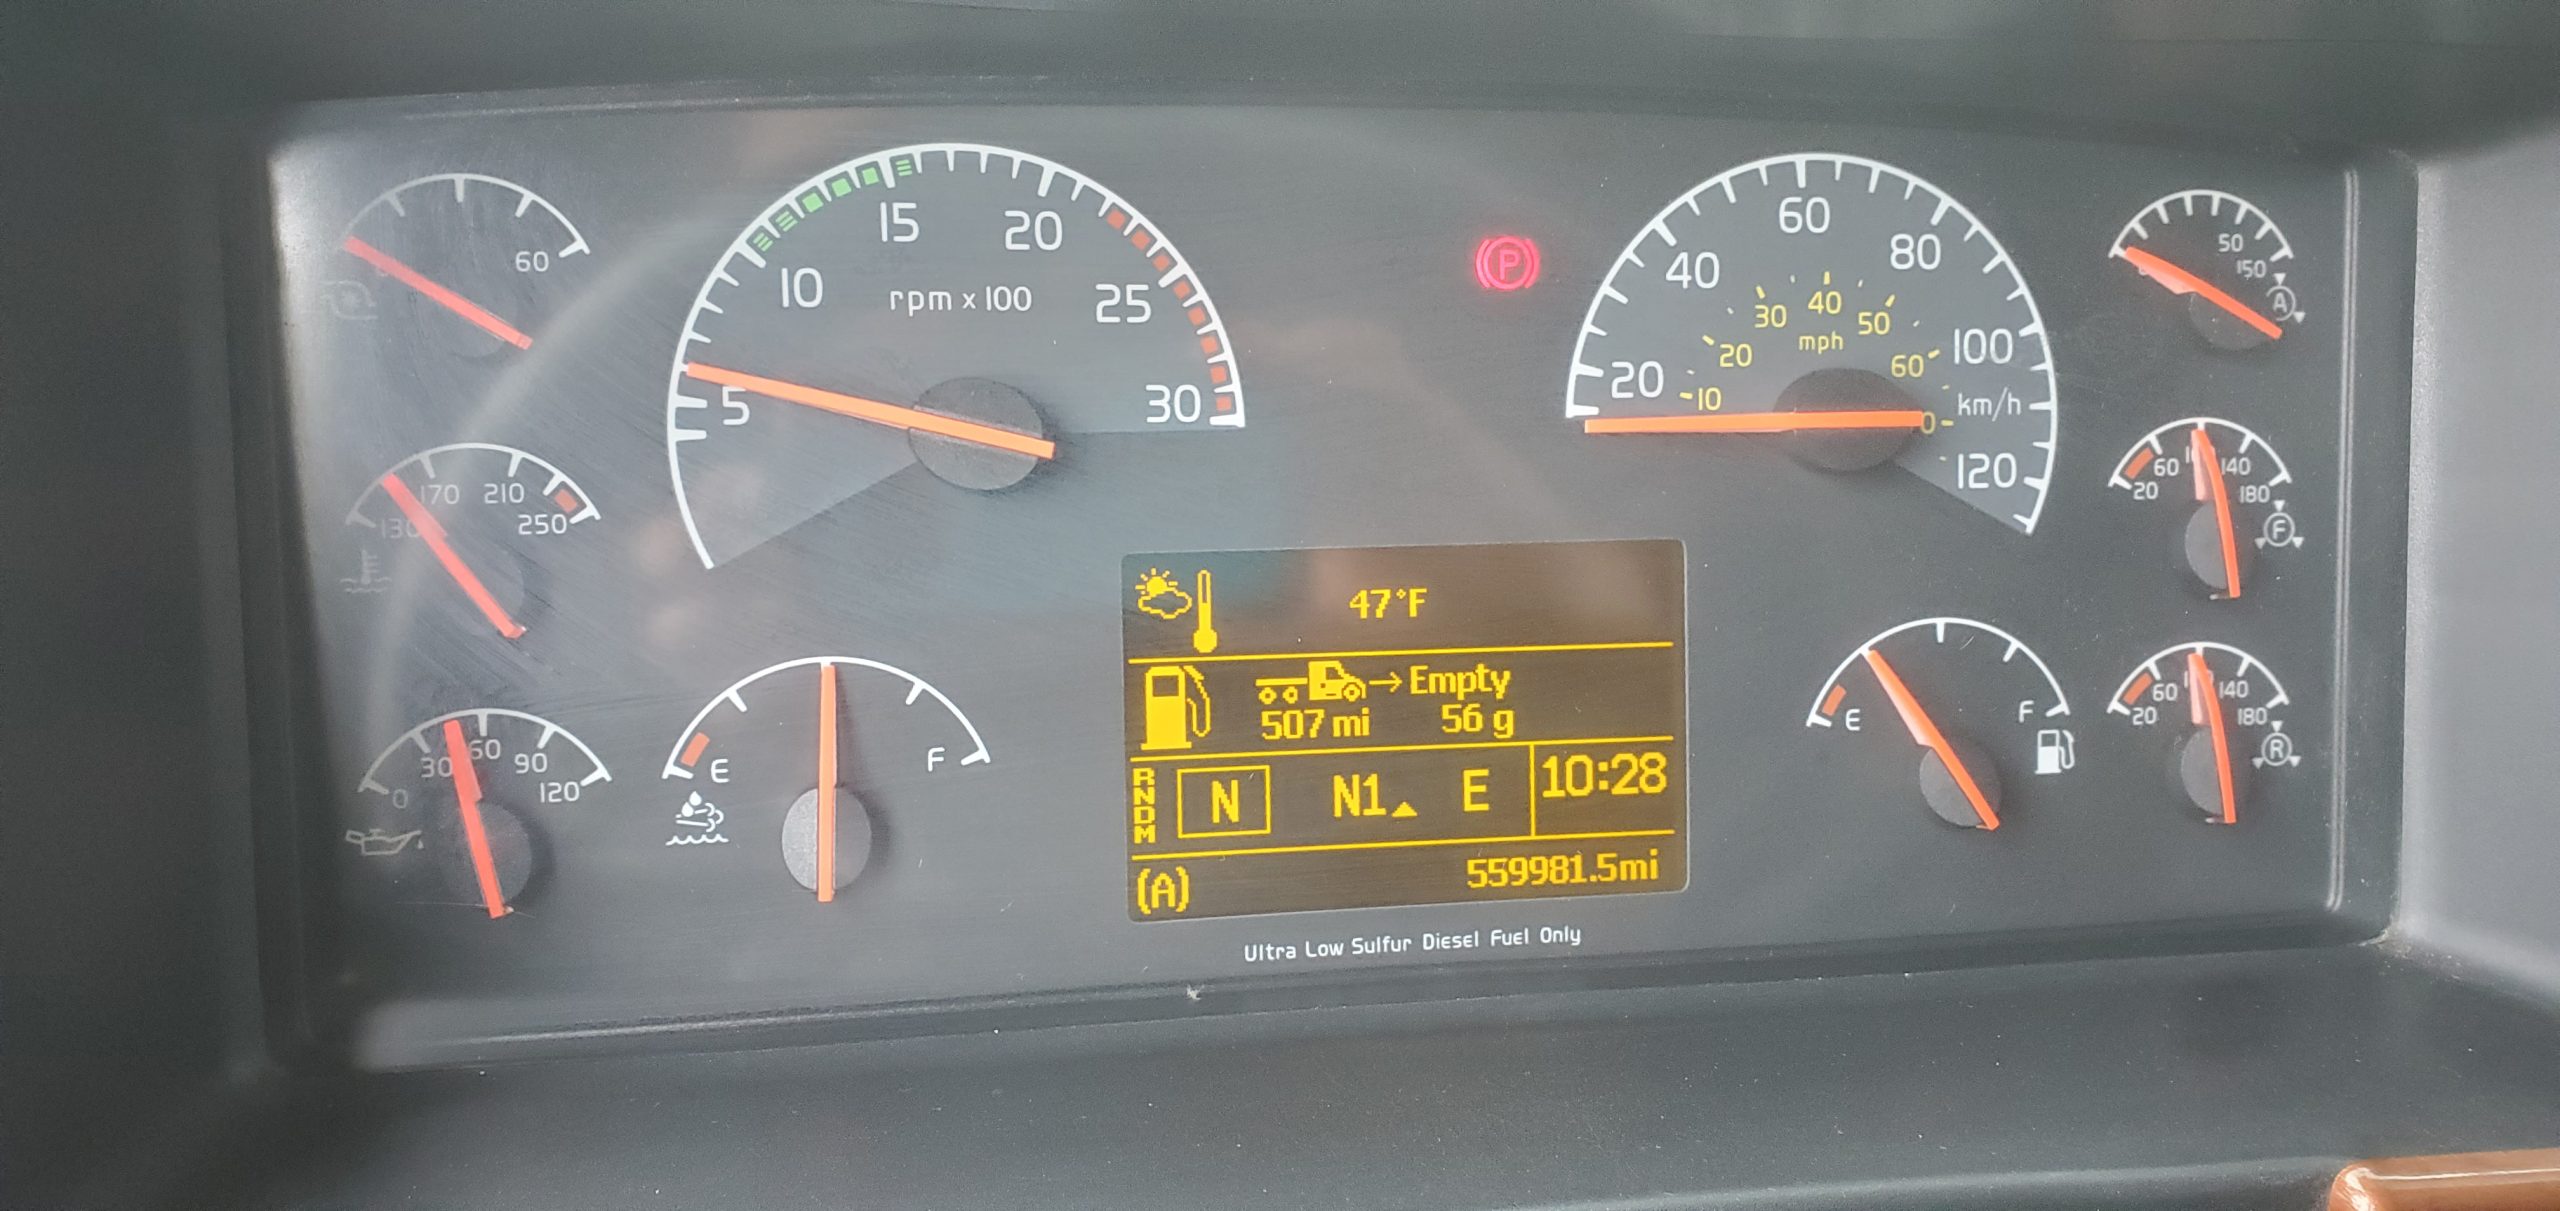 60
130 170 210 250
0 30 60 90 120
E F
5 10 15 20 25 30
rpm x 100
P
20 40 60 80 100 120
km/h
10 20 30 40 50 60
mph
47°F
Empty
507 mi 56 g
R
N
D
M
N N1 E 10:28
(A) 559981.5mi
Ultra Low Sulfur Diesel Fuel Only
50
150
A
20 60 140 180
F
E F
20 60 140 180
R